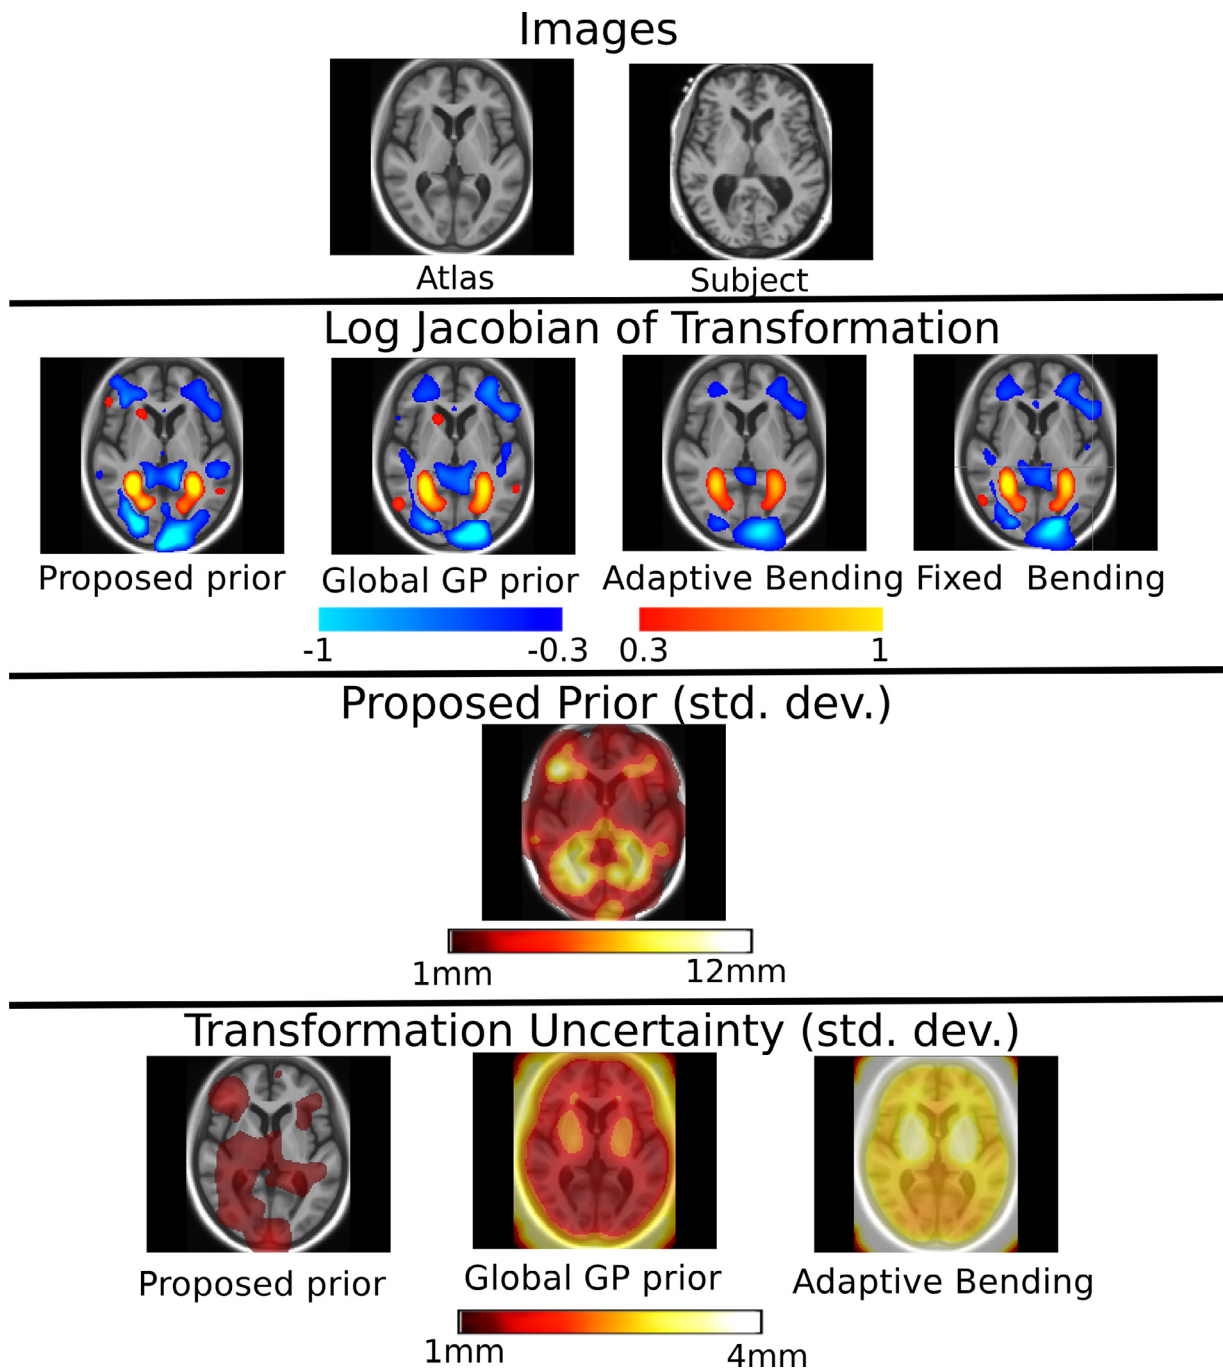 Images
Atlas
Subject
Log Jacobian of Transformation
Proposed prior
Global GP prior
Adaptive Bending
Fixed Bending
-1
-0.3
0.3
1
Proposed Prior (std. dev.)
1mm
12mm
Transformation Uncertainty (std. dev.)
Proposed prior
Global GP prior
Adaptive Bending
1mm
4mm